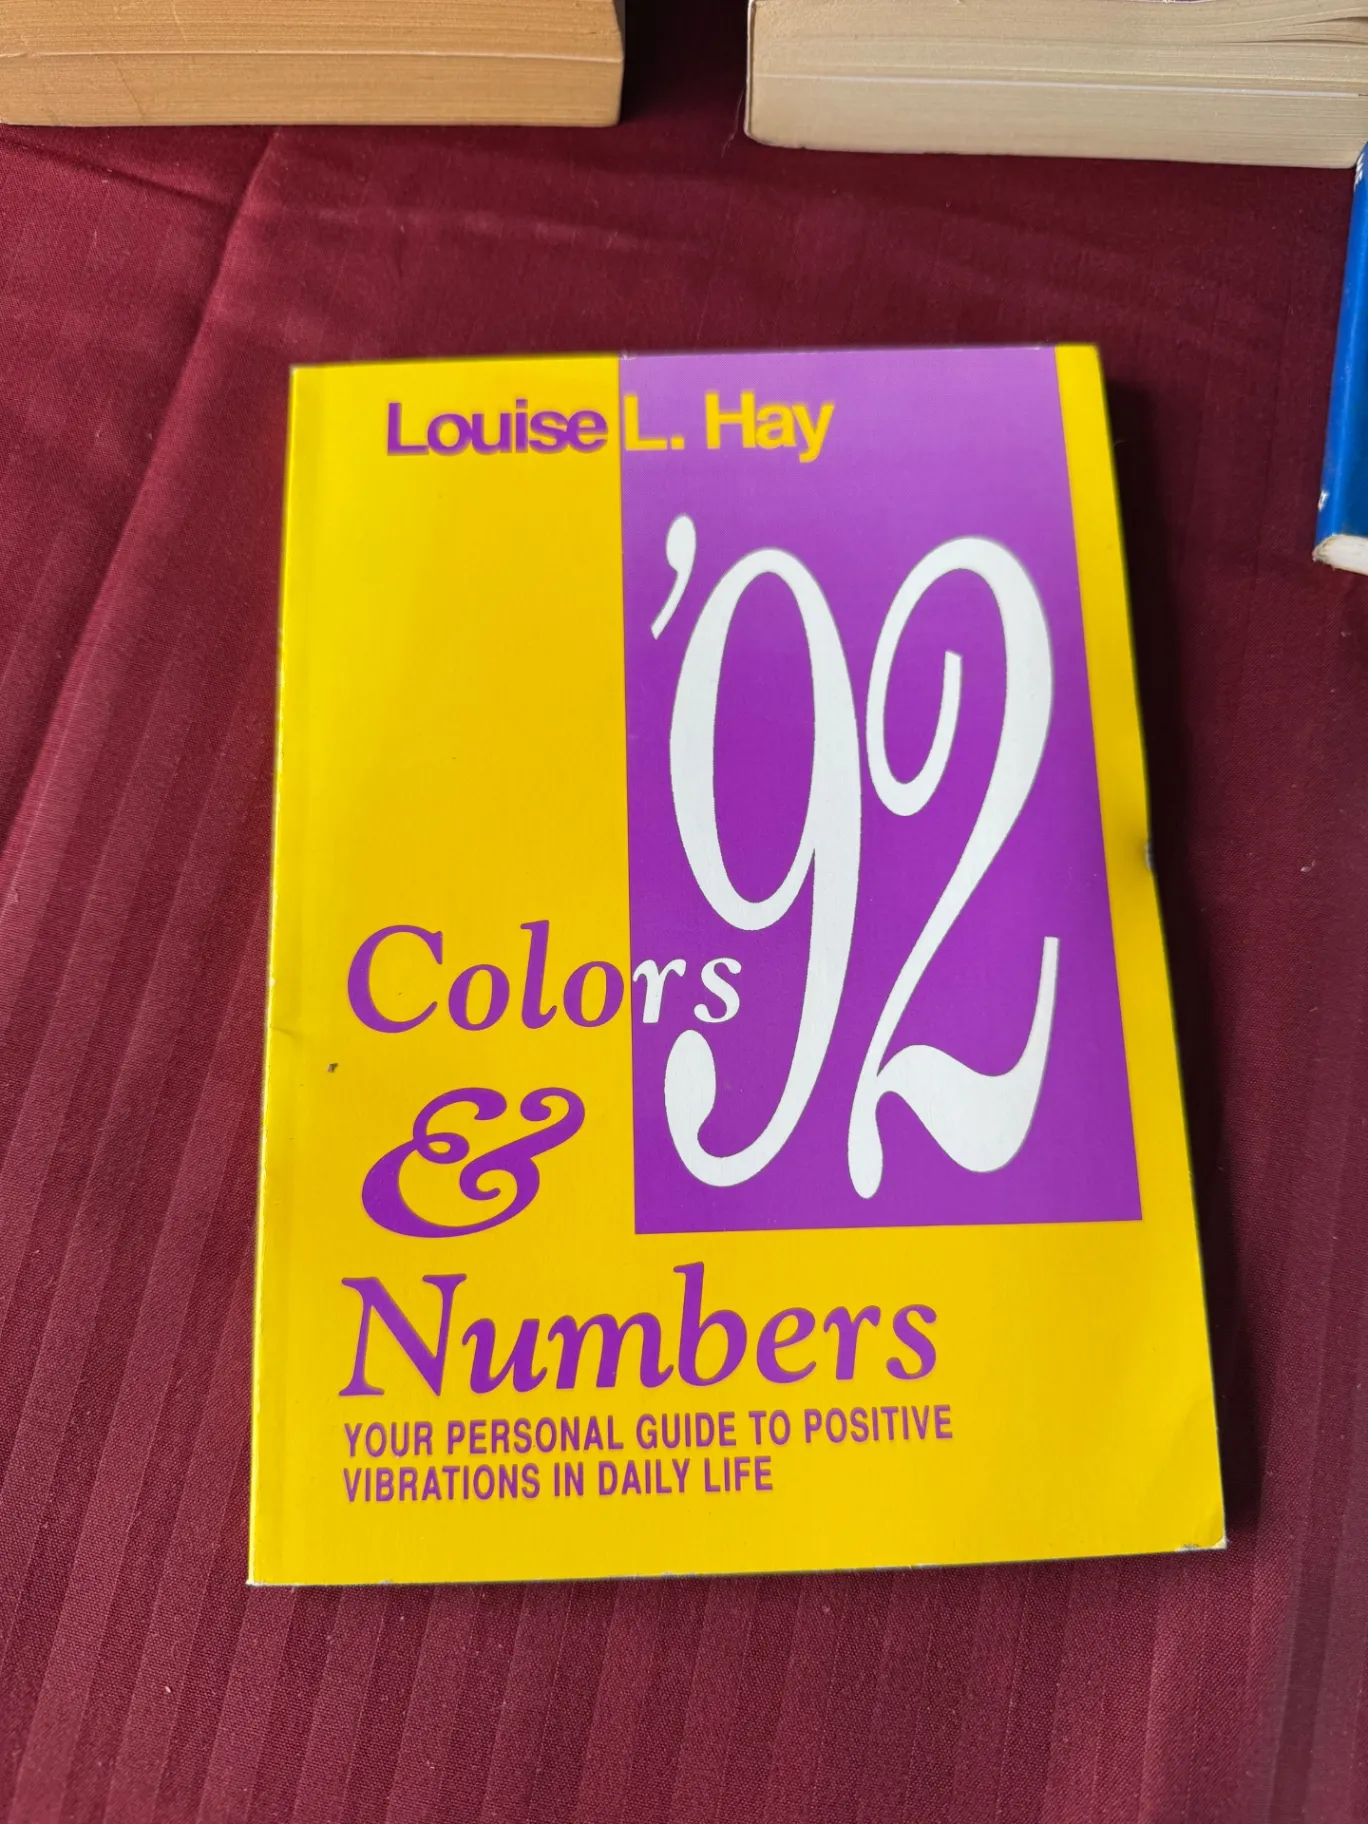 Louise L. Hay
’92
Colors
&
Numbers
YOUR PERSONAL GUIDE TO POSITIVE
VIBRATIONS IN DAILY LIFE